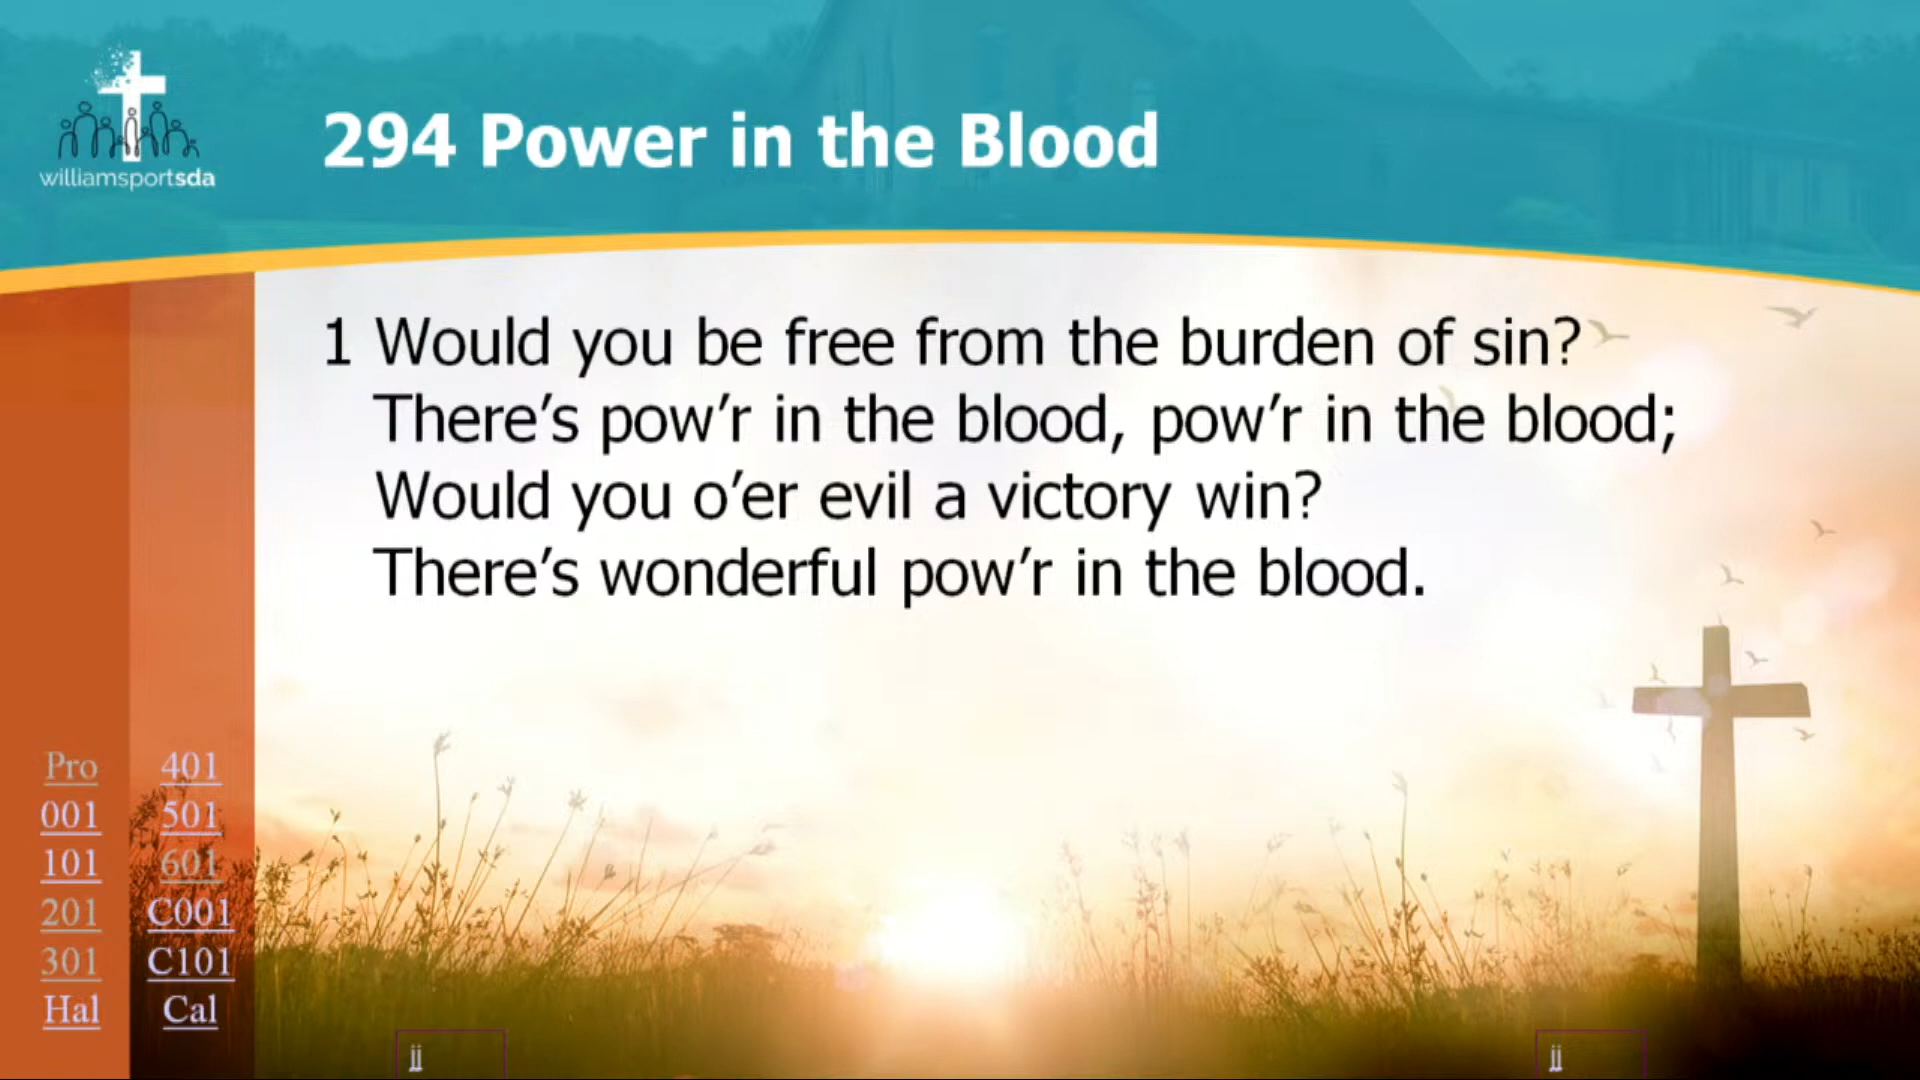 williamsportsda
294 Power in the Blood
1 Would you be free from the burden of sin?
There’s pow’r in the blood, pow’r in the blood;
Would you o’er evil a victory win?
There’s wonderful pow’r in the blood.
Pro 401
001 501
101 601
201 C001
301 C101
Hal Cal
jj jj